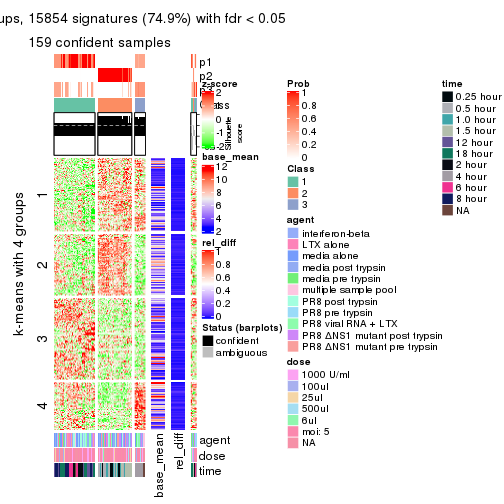 ups, 15854 signatures (74.9%) with fdr < 0.05
159 confident samples
p1
p2
z-score
2
Class
Silhouette
score
base_mean
12
10
8
6
4
2
rel_diff
1
0.8
0.6
0.4
0.2
0
Status (barplots)
confident
ambiguous
k-means with 4 groups
1
2
3
4
agent
dose
time
base_mean
rel_diff
Prob
1
0.8
0.6
0.4
0.2
0
Class
1
2
3
agent
interferon-beta
LTX alone
media alone
media post trypsin
media pre trypsin
multiple sample pool
PR8 post trypsin
PR8 pre trypsin
PR8 viral RNA + LTX
PR8 ΔNS1 mutant post trypsin
PR8 ΔNS1 mutant pre trypsin
dose
1000 U/ml
100ul
25ul
500ul
6ul
moi: 5
NA
time
0.25 hour
0.5 hour
1.0 hour
1.5 hour
12 hour
18 hour
2 hour
4 hour
6 hour
8 hour
NA